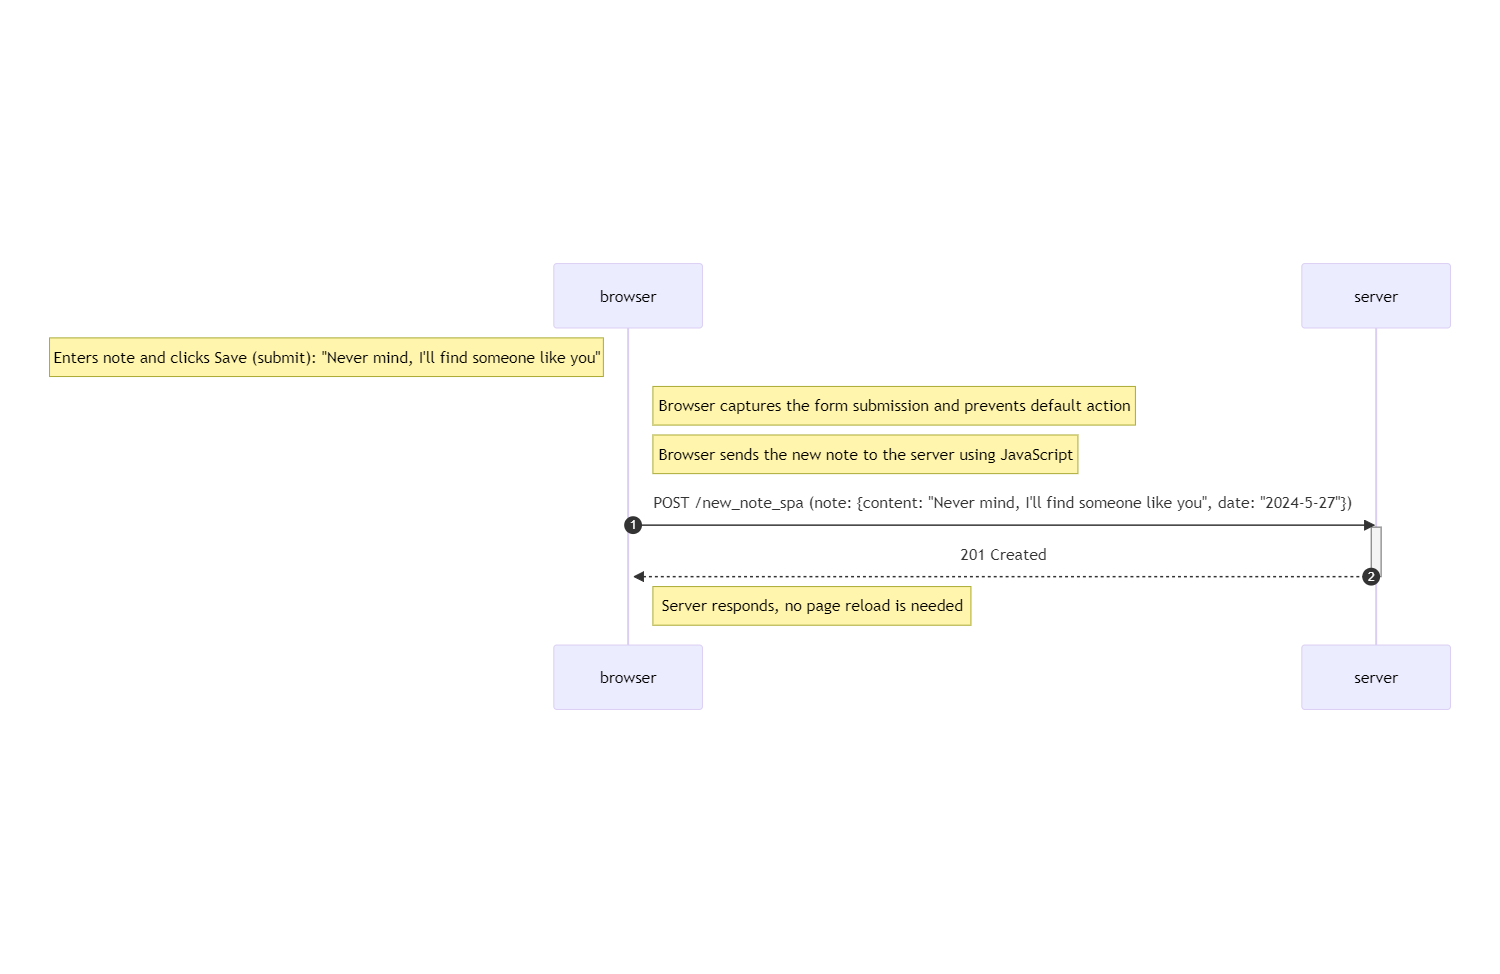 browser
server
Enters note and clicks Save (submit): "Never mind, I'll find someone like you"
Browser captures the form submission and prevents default action
Browser sends the new note to the server using JavaScript
POST /new_note_spa (note: {content: "Never mind, I'll find someone like you", date: "2024-5-27"})
1
201 Created
2
Server responds, no page reload is needed
browser
server